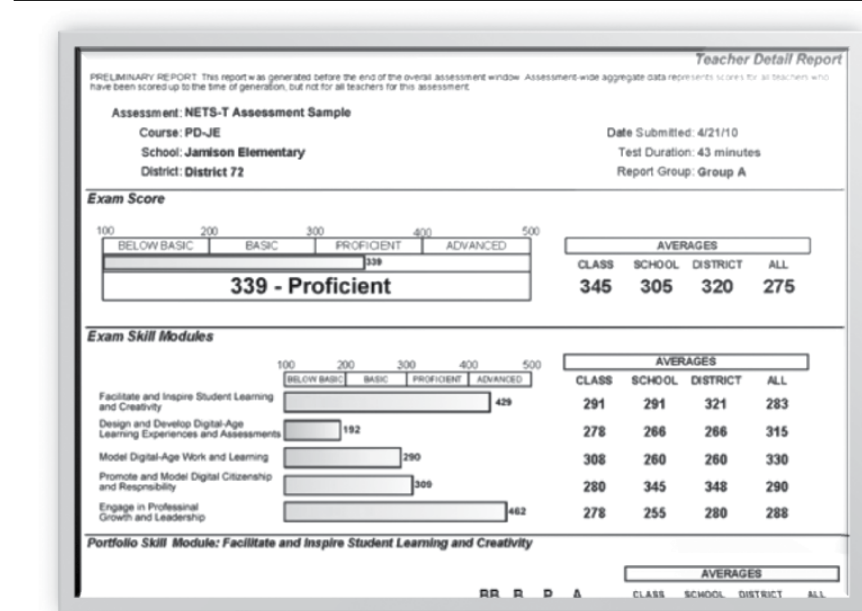 Teacher Detail Report
PRELIMINARY REPORT This report was generated before the end of the overall assessment window. Assessment-wide aggregate data represents scores for all teachers who
have been scored up to the time of generation, but not for all teachers for this assessment.
Assessment: NETS-T Assessment Sample
Course: PD-JE Date Submitted: 4/21/10
School: Jamison Elementary Test Duration: 43 minutes
District: District 72 Report Group: Group A
Exam Score
100 200 300 400 500
BELOW BASIC BASIC PROFICIENT ADVANCED AVERAGES
339 CLASS SCHOOL DISTRICT ALL
339 - Proficient 345 305 320 275
Exam Skill Modules
100 200 300 400 500 AVERAGES
BELOW BASIC BASIC PROFICIENT ADVANCED CLASS SCHOOL DISTRICT ALL
Facilitate and Inspire Student Learning
and Creativity 429 291 291 321 283
Design and Develop Digital-Age
Learning Experiences and Assessments 192 278 266 266 315
Model Digital-Age Work and Learning 290 308 260 260 330
Promote and Model Digital Citizenship
and Respnsibility 309 280 345 348 290
Engage in Professinal
Growth and Leadership 462 278 255 280 288
Portfolio Skill Module: Facilitate and Inspire Student Learning and Creativity
AVERAGES
BB B P A CLASS SCHOOL DISTRICT ALL